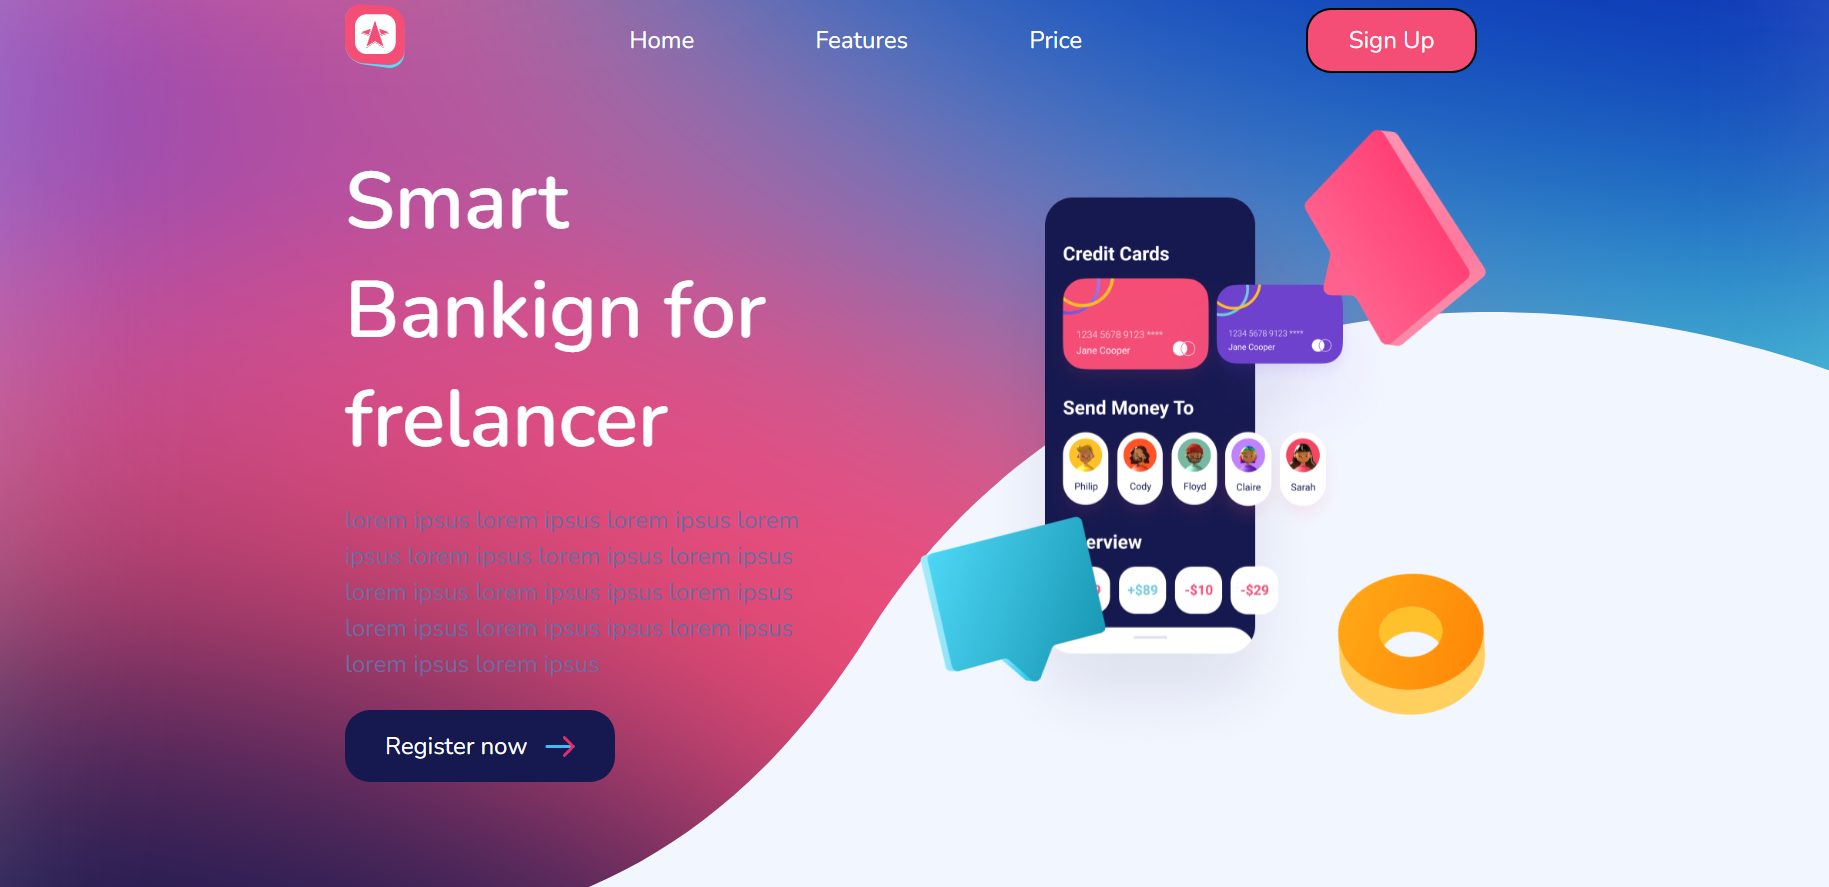 Home
Features
Price
Sign Up
Smart
Bankign for
frelancer
lorem ipsus lorem ipsus lorem ipsus lorem
ipsus lorem ipsus lorem ipsus lorem ipsus
lorem ipsus lorem ipsus lorem ipsus ipsus
lorem ipsus lorem ipsus ipsus lorem ipsus
lorem ipsus lorem ipsus
Register now
Credit Cards
1234 5678 9123 ****
Jane Cooper
1234 5678 9123 ****
Jane Cooper
Send Money To
Philip
Cody
Floyd
Claire
Sarah
erview
+$89
-$10
-$29